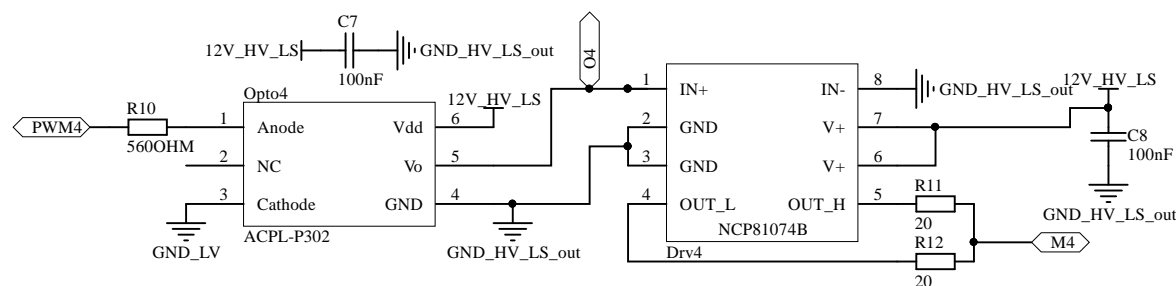 C7
12V_HV_LS
GND_HV_LS_out
100nF
O4
Opto4
12V_HV_LS
R10
PWM4
560OHM
1
Anode
Vdd
6
2
NC
Vo
5
3
Cathode
GND
4
GND_LV
ACPL-P302
GND_HV_LS_out
1
IN+
IN-
8
GND_HV_LS_out
2
GND
V+
7
3
GND
V+
6
4
OUT_L
OUT_H
5
NCP81074B
Drv4
12V_HV_LS
C8
100nF
GND_HV_LS_out
R11
20
R12
20
M4